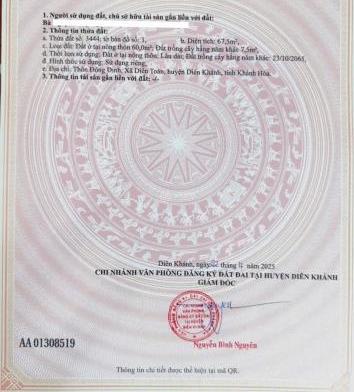 1. Người sử dụng đất, chủ sở hữu tài sản gắn liền với đất:
Bà
2. Thông tin thửa đất:
a. Thửa đất số: 3444; tờ bản đồ số: 3, b. Diện tích: 67,5m²,
c. Loại đất: Đất ở tại nông thôn 60,0m²; Đất trồng cây hàng năm khác 7,5m²,
d. Thời hạn sử dụng: Đất ở tại nông thôn: Lâu dài; Đất trồng cây hàng năm khác: 23/10/2061,
đ. Hình thức sử dụng: Sử dụng riêng,
e. Địa chỉ: Thôn Đông Dinh, Xã Diên Toàn, huyện Diên Khánh, tỉnh Khánh Hòa.
3. Thông tin tài sản gắn liền với đất: -/-
Diên Khánh, ngày tháng năm 2025
CHI NHÁNH VĂN PHÒNG ĐĂNG KÝ ĐẤT ĐAI TẠI HUYỆN DIÊN KHÁNH
GIÁM ĐỐC
Nguyễn Bình Nguyên
AA 01308519
Thông tin chi tiết được thể hiện tại mã QR.